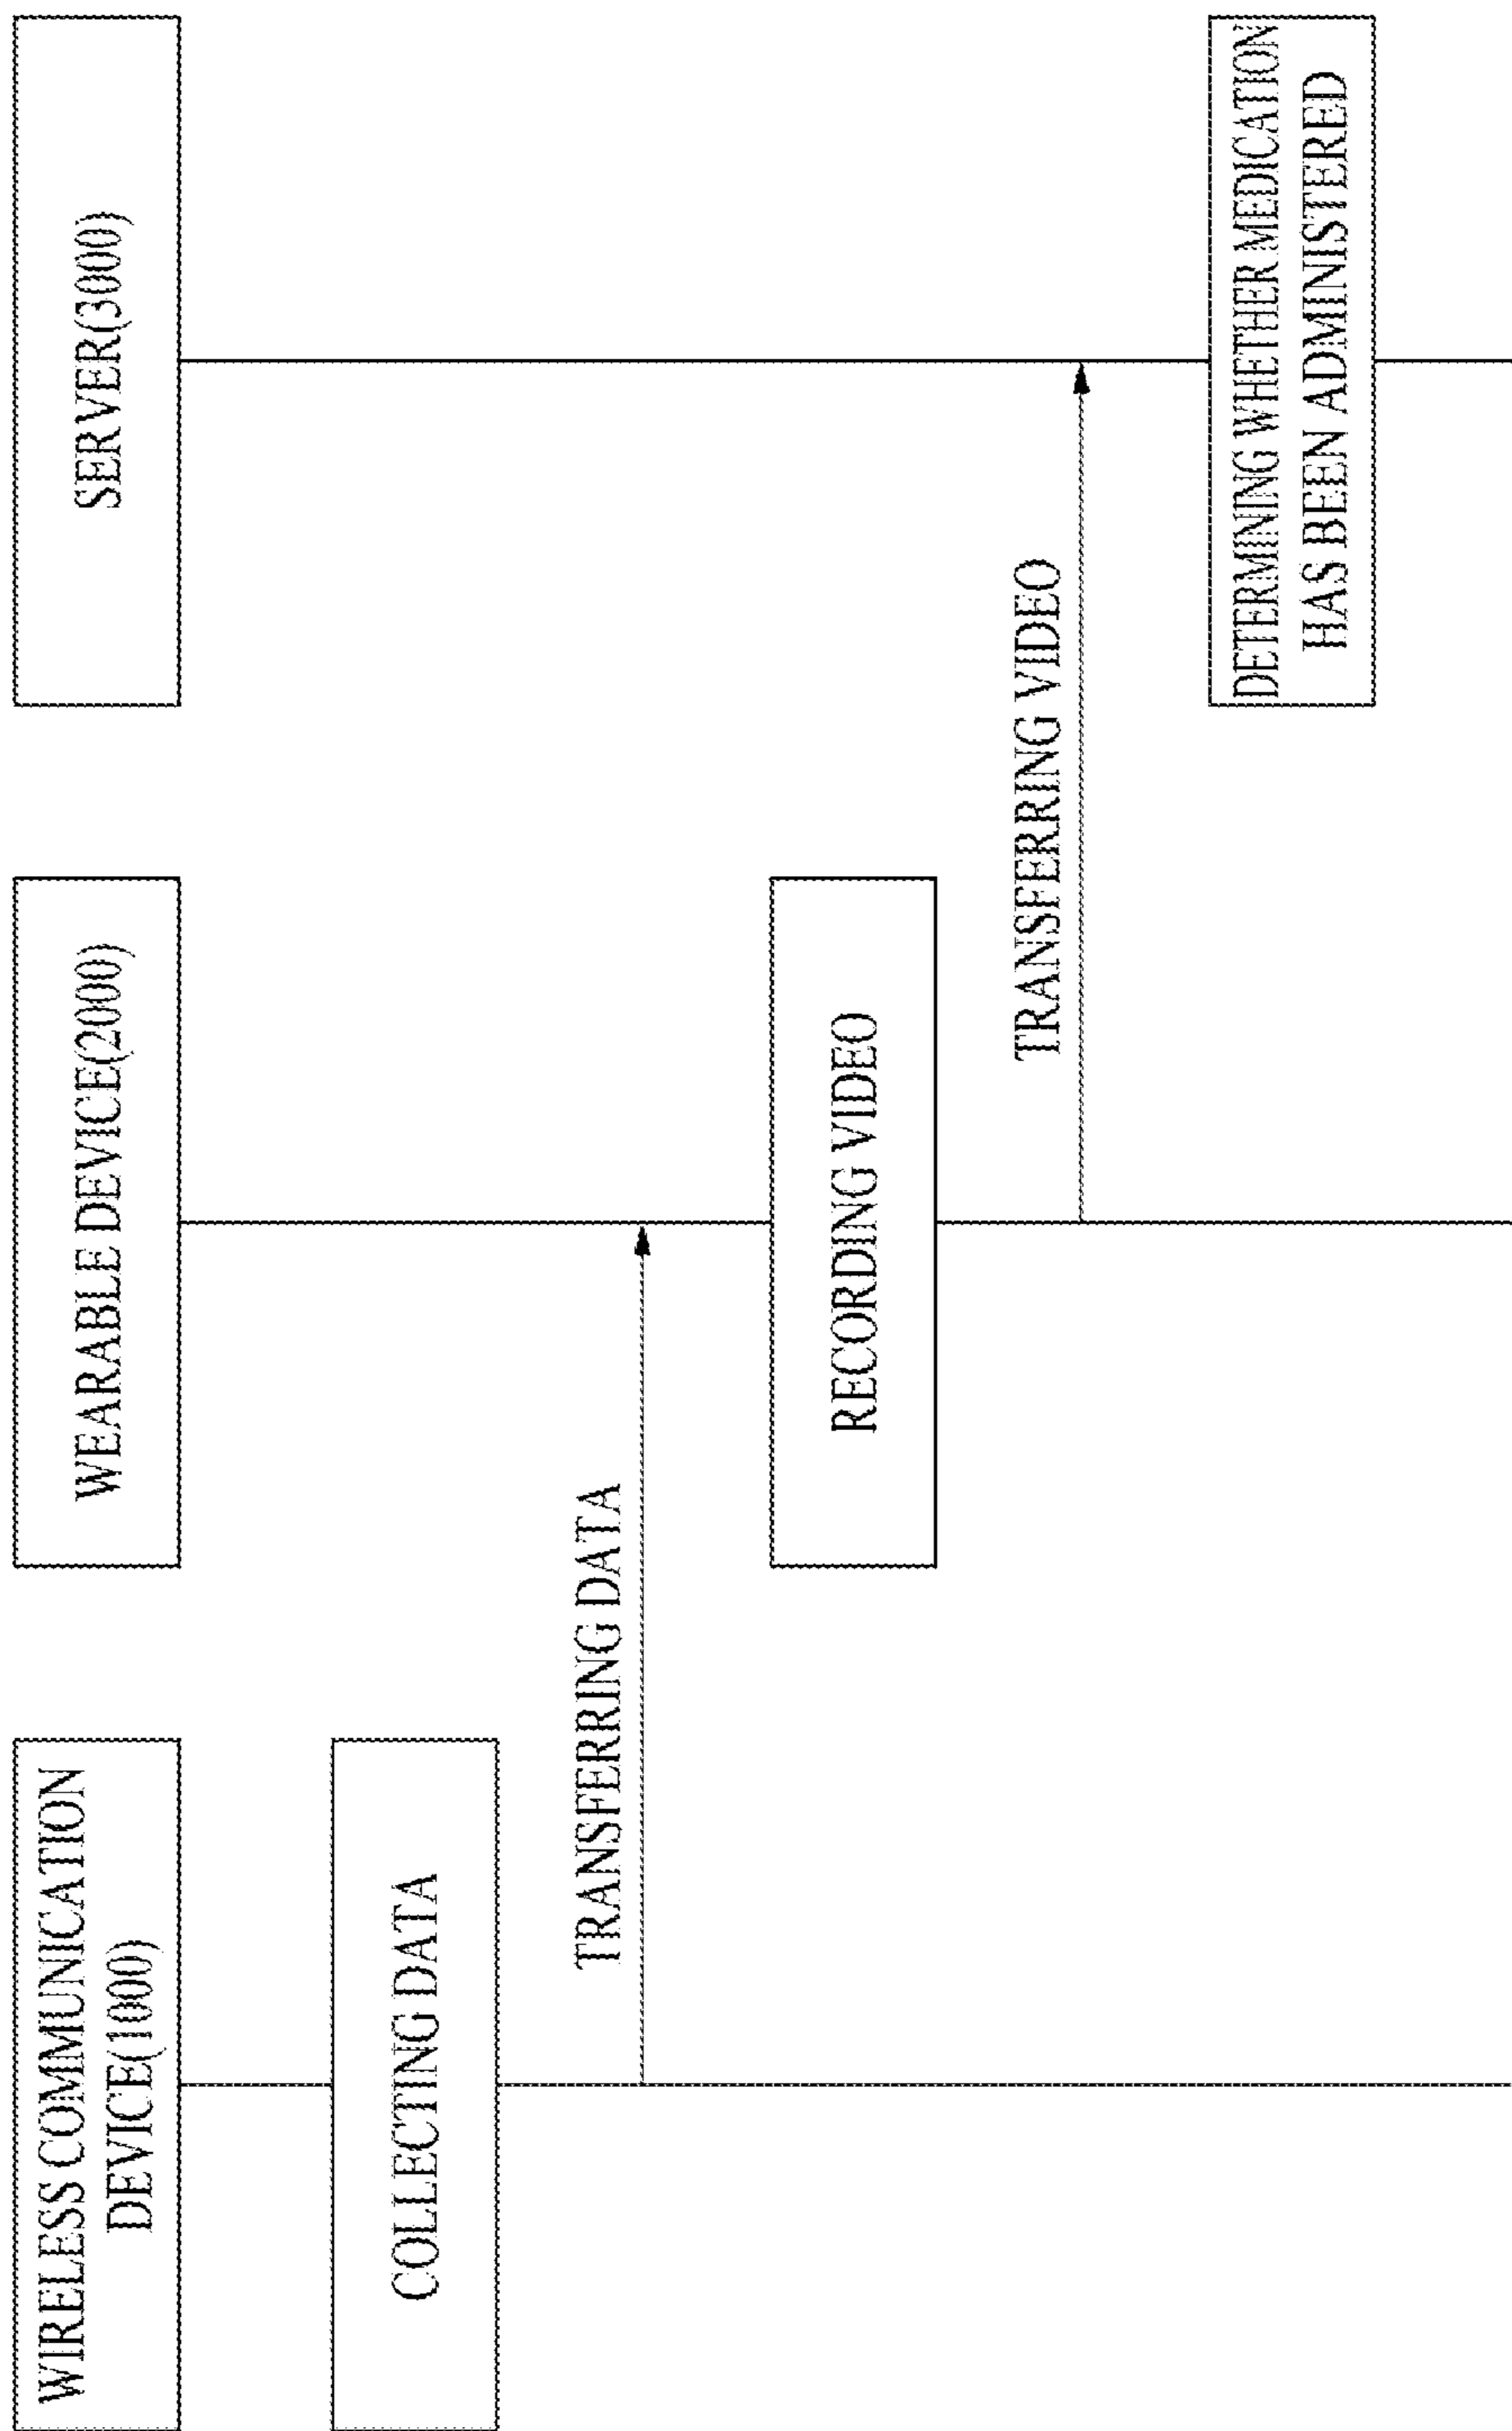 WIRELESS COMMUNICATION
DEVICE(1000)
WEARABLE DEVICE(2000)
SERVER(3000)
COLLECTING DATA
TRANSFERRING DATA
RECORDING VIDEO
TRANSFERRING VIDEO
DETERMINING WHETHER MEDICATION
HAS BEEN ADMINISTERED